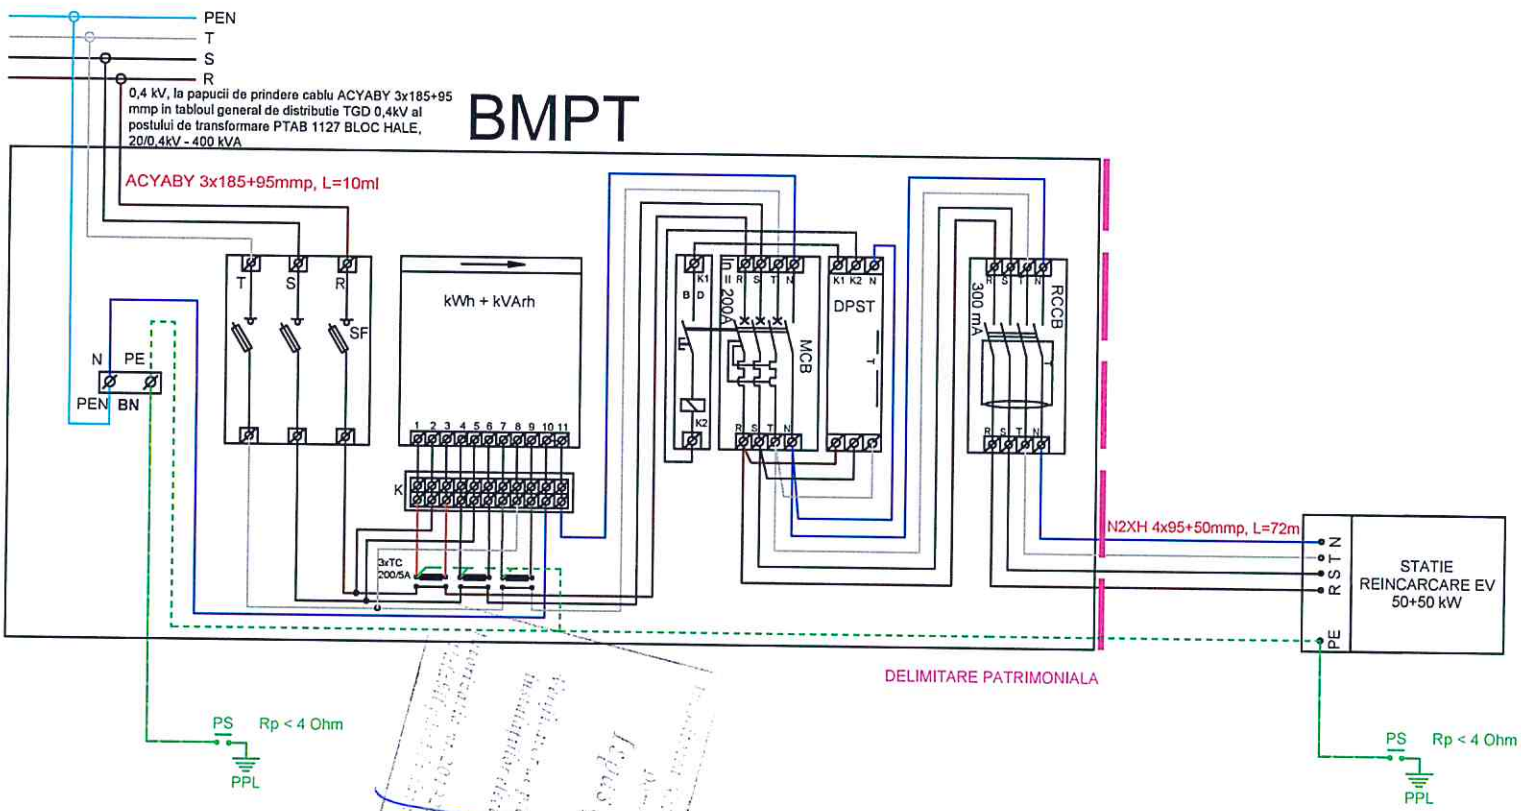 PEN
T
S
R
0,4 kV, la papucii de prindere cablu ACYABY 3x185+95
mmp in tabloul general de distributie TGD 0,4kV al
postului de transformare PTAB 1127 BLOC HALE,
20/0,4kV - 400 kVA
BMPT
ACYABY 3x185+95mmp, L=10ml
T S R
SF
N PE
PEN BN
kWh + kVArh
1 2 3 4 5 6 7 8 9 10 11
K
3xTC
200/5A
K1
B D
K2
In = 200A
R S T N
MCB
R S T N
K1 K2 N
DPST
T
R S T N
300 mA
RCCB
T
R S T N
N2XH 4x95+50mmp, L=72m
N
T
S
R
PE
STATIE
REINCARCARE EV
50+50 kW
DELIMITARE PATRIMONIALA
PS Rp < 4 Ohm
PPL
PS Rp < 4 Ohm
PPL